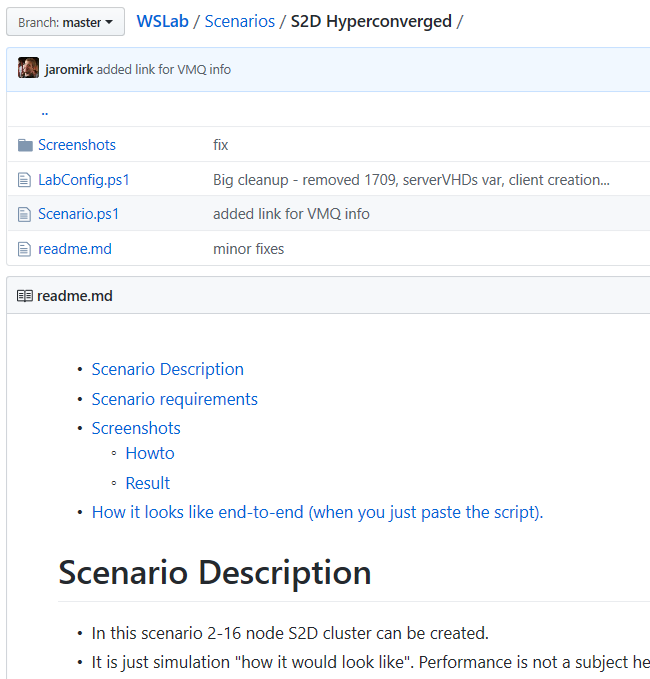 Branch: master
WSLab / Scenarios / S2D Hyperconverged /
jaromirk added link for VMQ info
..
Screenshots fix
LabConfig.ps1 Big cleanup - removed 1709, serverVHDs var, client creation...
Scenario.ps1 added link for VMQ info
readme.md minor fixes
readme.md
• Scenario Description
• Scenario requirements
• Screenshots
◦ Howto
◦ Result
• How it looks like end-to-end (when you just paste the script).
Scenario Description
• In this scenario 2-16 node S2D cluster can be created.
• It is just simulation "how it would look like". Performance is not a subject he